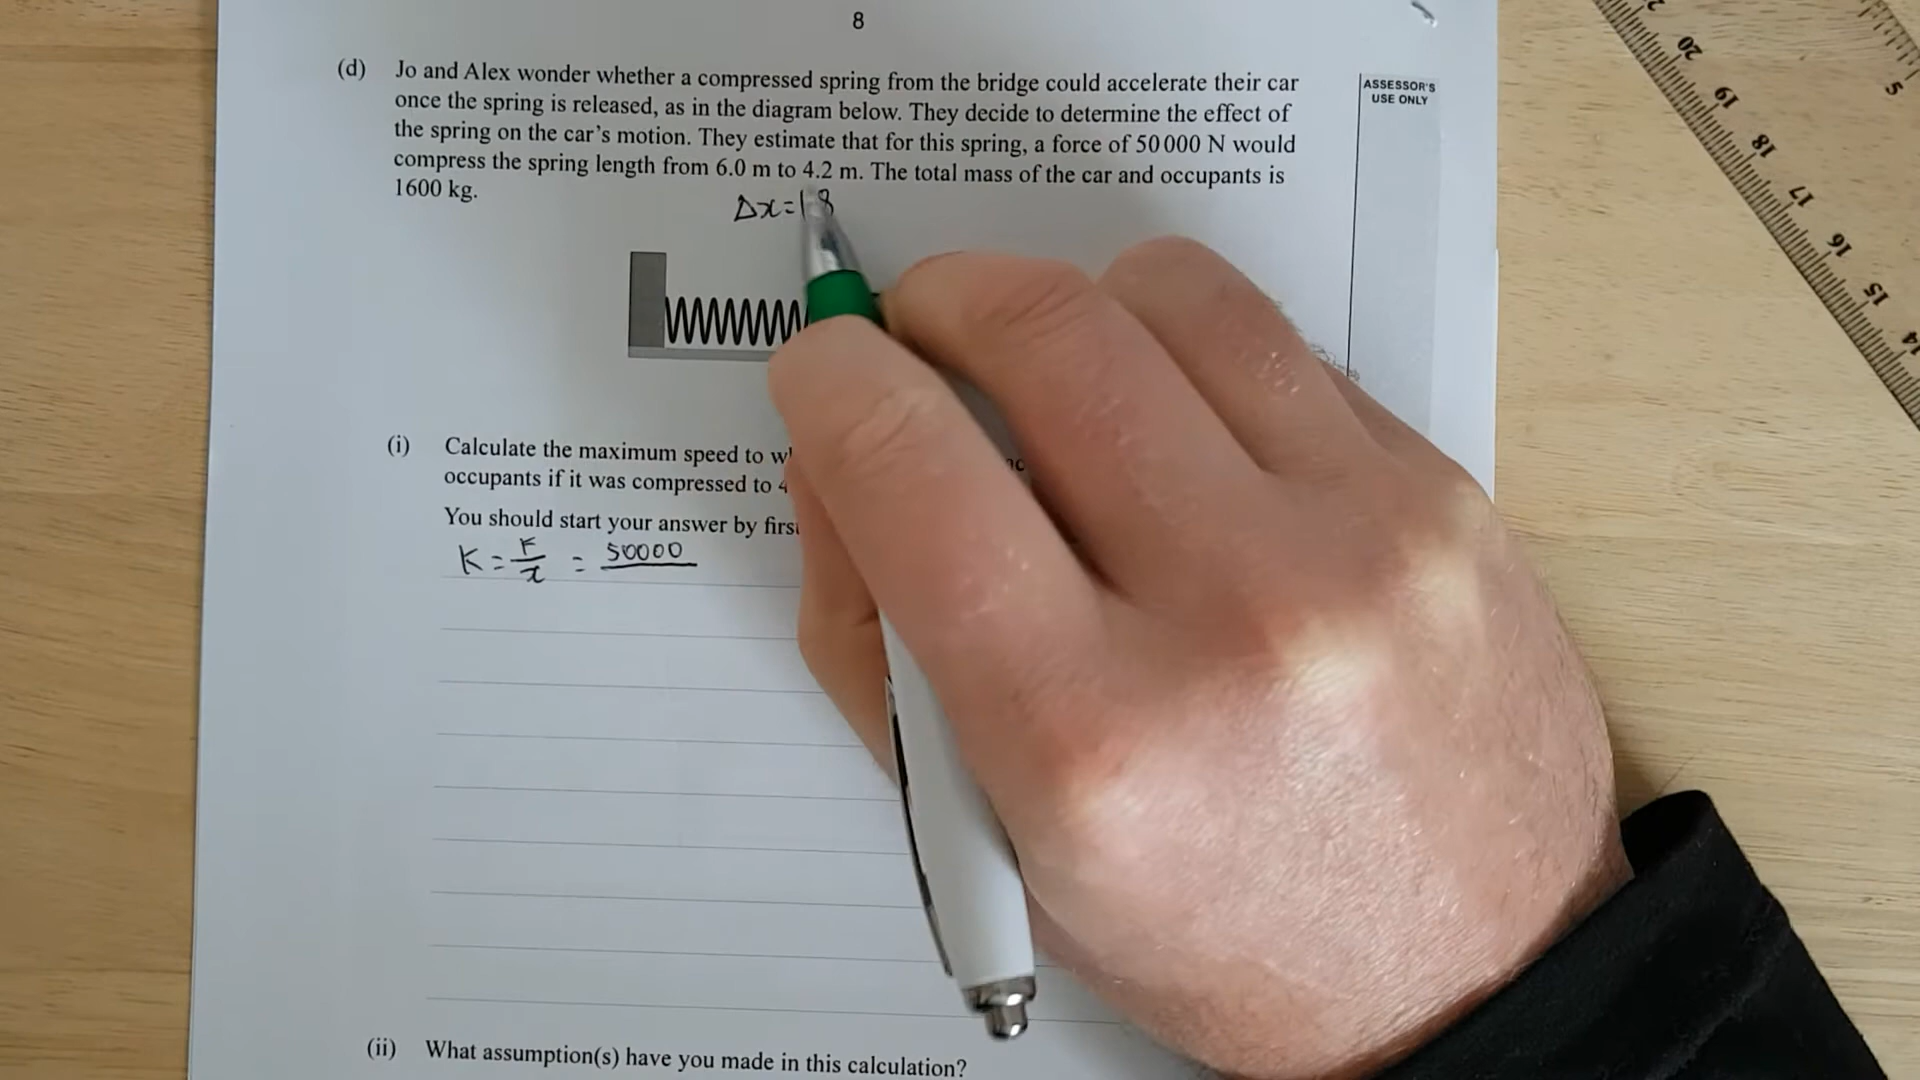 8
(d) Jo and Alex wonder whether a compressed spring from the bridge could accelerate their car
once the spring is released, as in the diagram below. They decide to determine the effect of
the spring on the car's motion. They estimate that for this spring, a force of 50 000 N would
compress the spring length from 6.0 m to 4.2 m. The total mass of the car and occupants is
1600 kg.
ASSESSOR'S
USE ONLY
Δx=1.8
(i) Calculate the maximum speed to
occupants if it was compressed to
You should start your answer by
K = F/x = 50000
(ii) What assumption(s) have you made in this calculation?
20
19
18
17
16
15
14
5